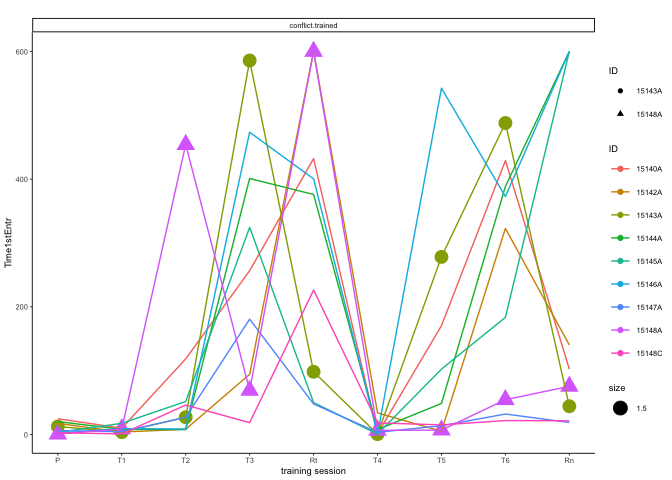 conflict.trained
600
400
200
0
Time1stEntr
P T1 T2 T3 Rt T4 T5 T6 Rn
training session
ID
15143A
15148A
ID
15140A
15142A
15143A
15144A
15145A
15146A
15147A
15148A
15148C
size
1.5